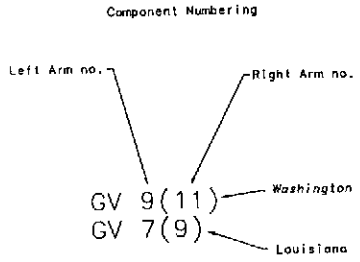 Component Numbering
Left Arm no.
Right Arm no.
GV 9(11)
Washington
GV 7(9)
Louisiana